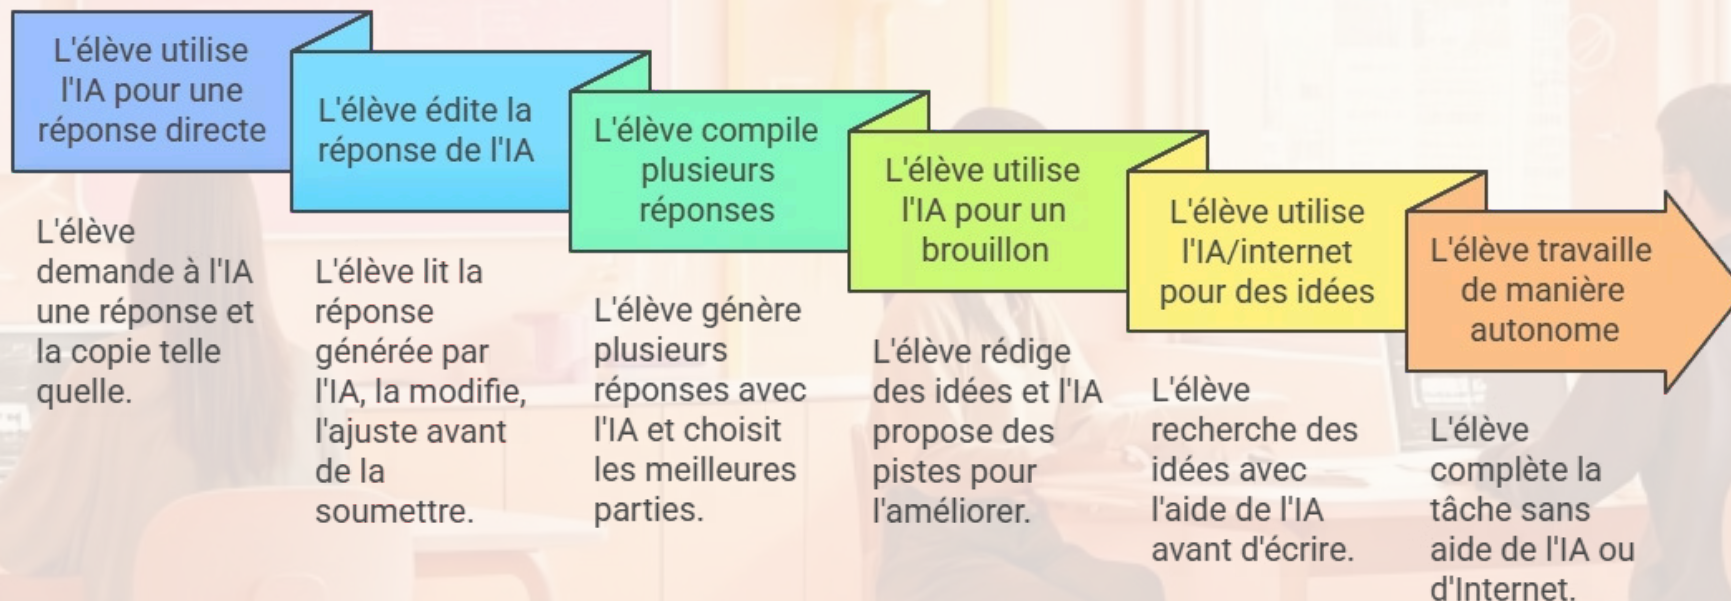 L'élève utilise
l'IA pour une
réponse directe
L'élève
demande à l'IA
une réponse et
la copie telle
quelle.
L'élève édite la
réponse de l'IA
L'élève lit la
réponse
générée par
l'IA, la modifie,
l'ajuste avant
de la
soumettre.
L'élève compile
plusieurs
réponses
L'élève génère
plusieurs
réponses avec
l'IA et choisit
les meilleures
parties.
L'élève utilise
l'IA pour un
brouillon
L'élève rédige
des idées et l'IA
propose des
pistes pour
l'améliorer.
L'élève utilise
l'IA/internet
pour des idées
L'élève
recherche des
idées avec
l'aide de l'IA
avant d'écrire.
L'élève travaille
de manière
autonome
L'élève
complète la
tâche sans
aide de l'IA ou
d'Internet.